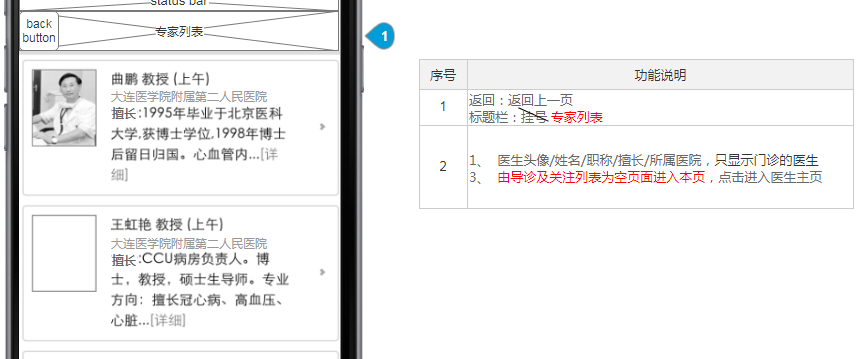 status bar
back
button
专家列表
1
曲鹏 教授 (上午)
大连医学院附属第二人民医院
擅长:1995年毕业于北京医科
大学,获博士学位,1998年博士
后留日归国。心血管内...[详
细]
王虹艳 教授 (上午)
大连医学院附属第二人民医院
擅长:CCU病房负责人。博
士，教授，硕士生导师。专业
方向：擅长冠心病、高血压、
心脏...[详细]
序号 功能说明
1 返回：返回上一页
标题栏：挂号 专家列表
2 1、 医生头像/姓名/职称/擅长/所属医院，只显示门诊的医生
3、 由导诊及关注列表为空页面进入本页，点击进入医生主页